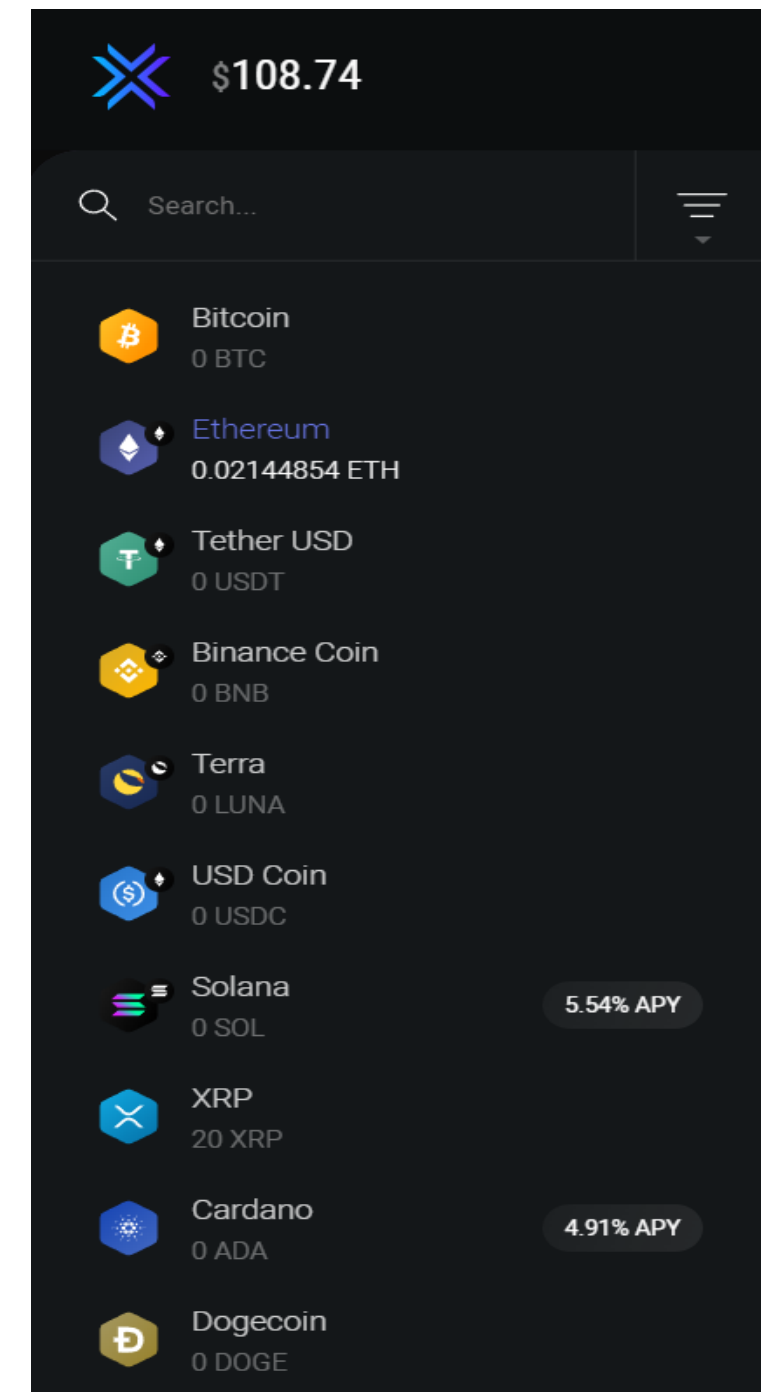 $108.74
Search...
Bitcoin
0 BTC
Ethereum
0.02144854 ETH
Tether USD
0 USDT
Binance Coin
0 BNB
Terra
0 LUNA
USD Coin
0 USDC
Solana
0 SOL
5.54% APY
XRP
20 XRP
Cardano
0 ADA
4.91% APY
Dogecoin
0 DOGE